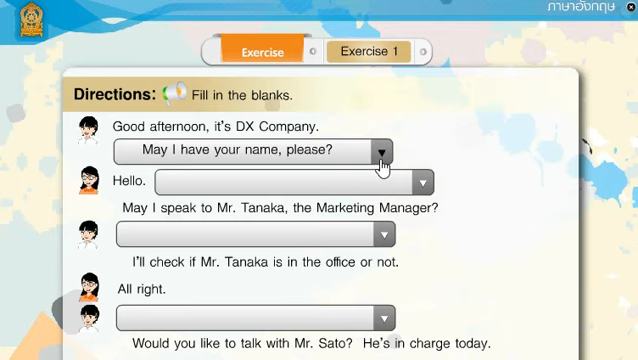 ภาษาอังกฤษ
Exercise
Exercise 1
Directions: Fill in the blanks.
Good afternoon, it's DX Company.
May I have your name, please?
Hello.
May I speak to Mr. Tanaka, the Marketing Manager?
I'll check if Mr. Tanaka is in the office or not.
All right.
Would you like to talk with Mr. Sato? He's in charge today.